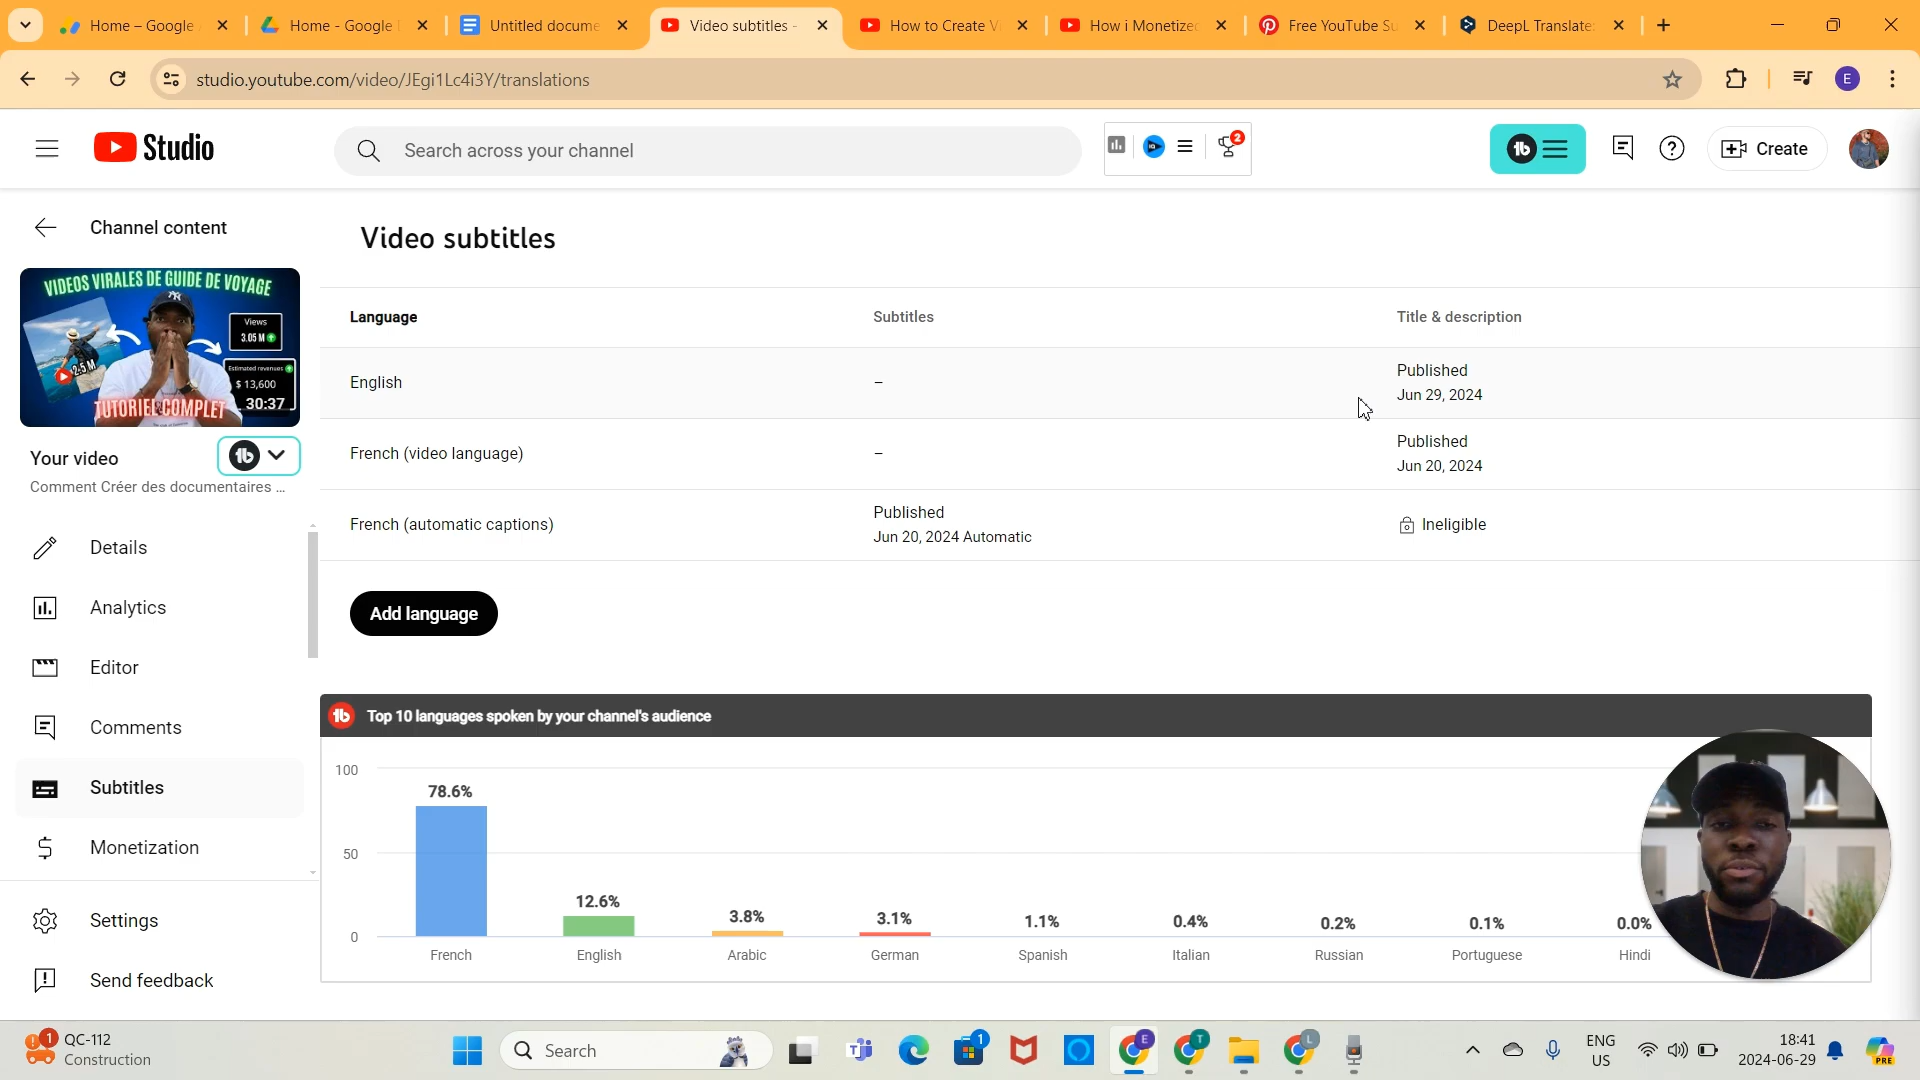 Home – Google
Home - Google
Untitled docume
Video subtitles -
How to Create V
How i Monetized
Free YouTube Su
DeepL Translate:
studio.youtube.com/video/JEgi1Lc4i3Y/translations
E
Studio
Search across your channel
2
Create
Channel content
VIDEOS VIRALES DE GUIDE DE VOYAGE
Views
3.05 M
2.5 M
Estimated revenues
$ 13,600
TUTORIEL COMPLET
30:37
Your video
Comment Créer des documentaires ...
Details
Analytics
Editor
Comments
Subtitles
Monetization
Settings
Send feedback
Video subtitles
Language Subtitles Title & description
English – Published
Jun 29, 2024
French (video language) – Published
Jun 20, 2024
French (automatic captions) Published Ineligible
Jun 20, 2024 Automatic
Add language
Top 10 languages spoken by your channel's audience
100
50
0
78.6%
12.6%
3.8%
3.1%
1.1%
0.4%
0.2%
0.1%
0.0%
French English Arabic German Spanish Italian Russian Portuguese Hindi
1
QC-112
Construction
Search
1
E
T
L
ENG
US
18:41
2024-06-29
PRE